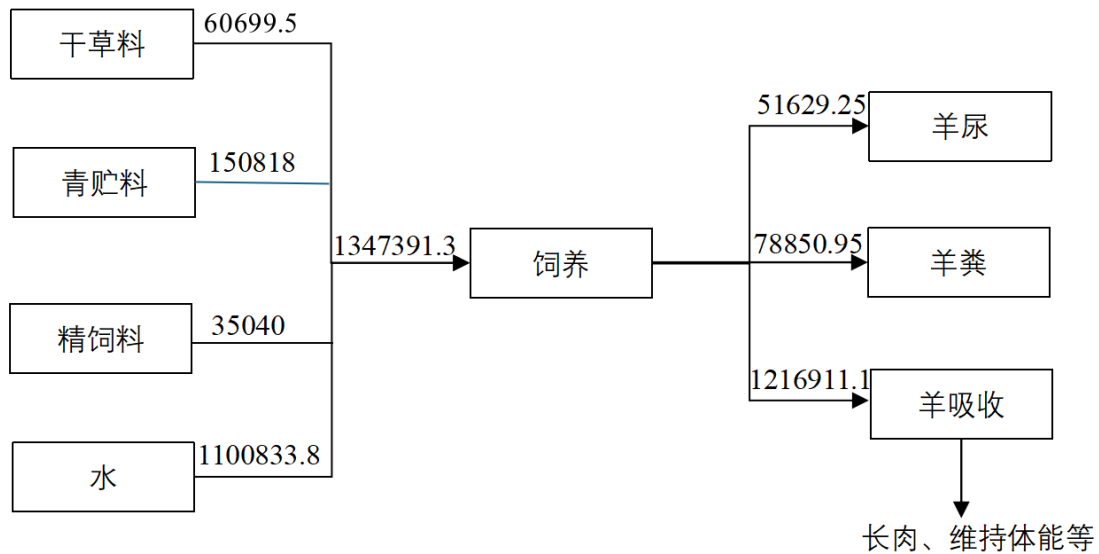 干草料
60699.5
青贮料
150818
精饲料
35040
水
1100833.8
1347391.3
饲养
51629.25
羊尿
78850.95
羊粪
1216911.1
羊吸收
长肉、维持体能等